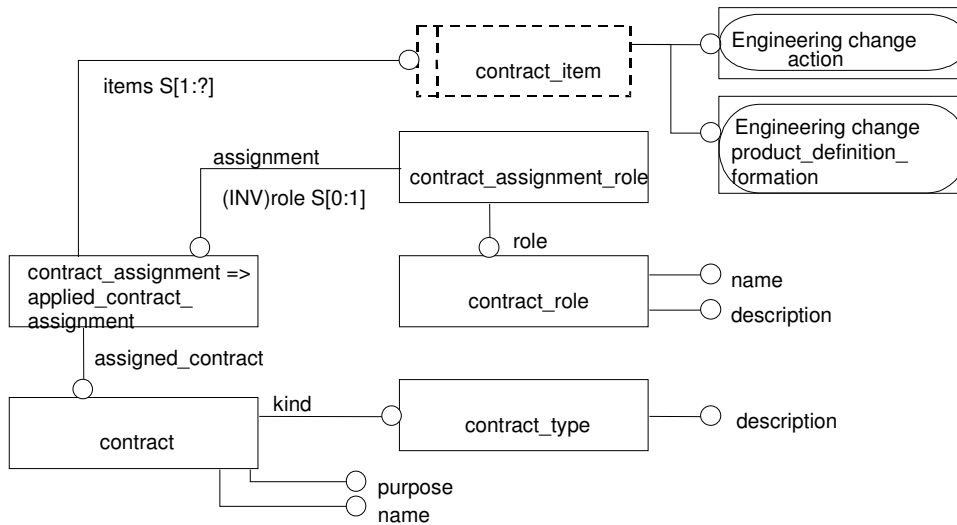 Engineering change
action
contract_item
items S[1:?]
Engineering change
product_definition_
formation
assignment
contract_assignment_role
(INV)role S[0:1]
role
contract_assignment =>
applied_contract_
assignment
name
contract_role
description
assigned_contract
kind
contract_type
description
contract
purpose
name